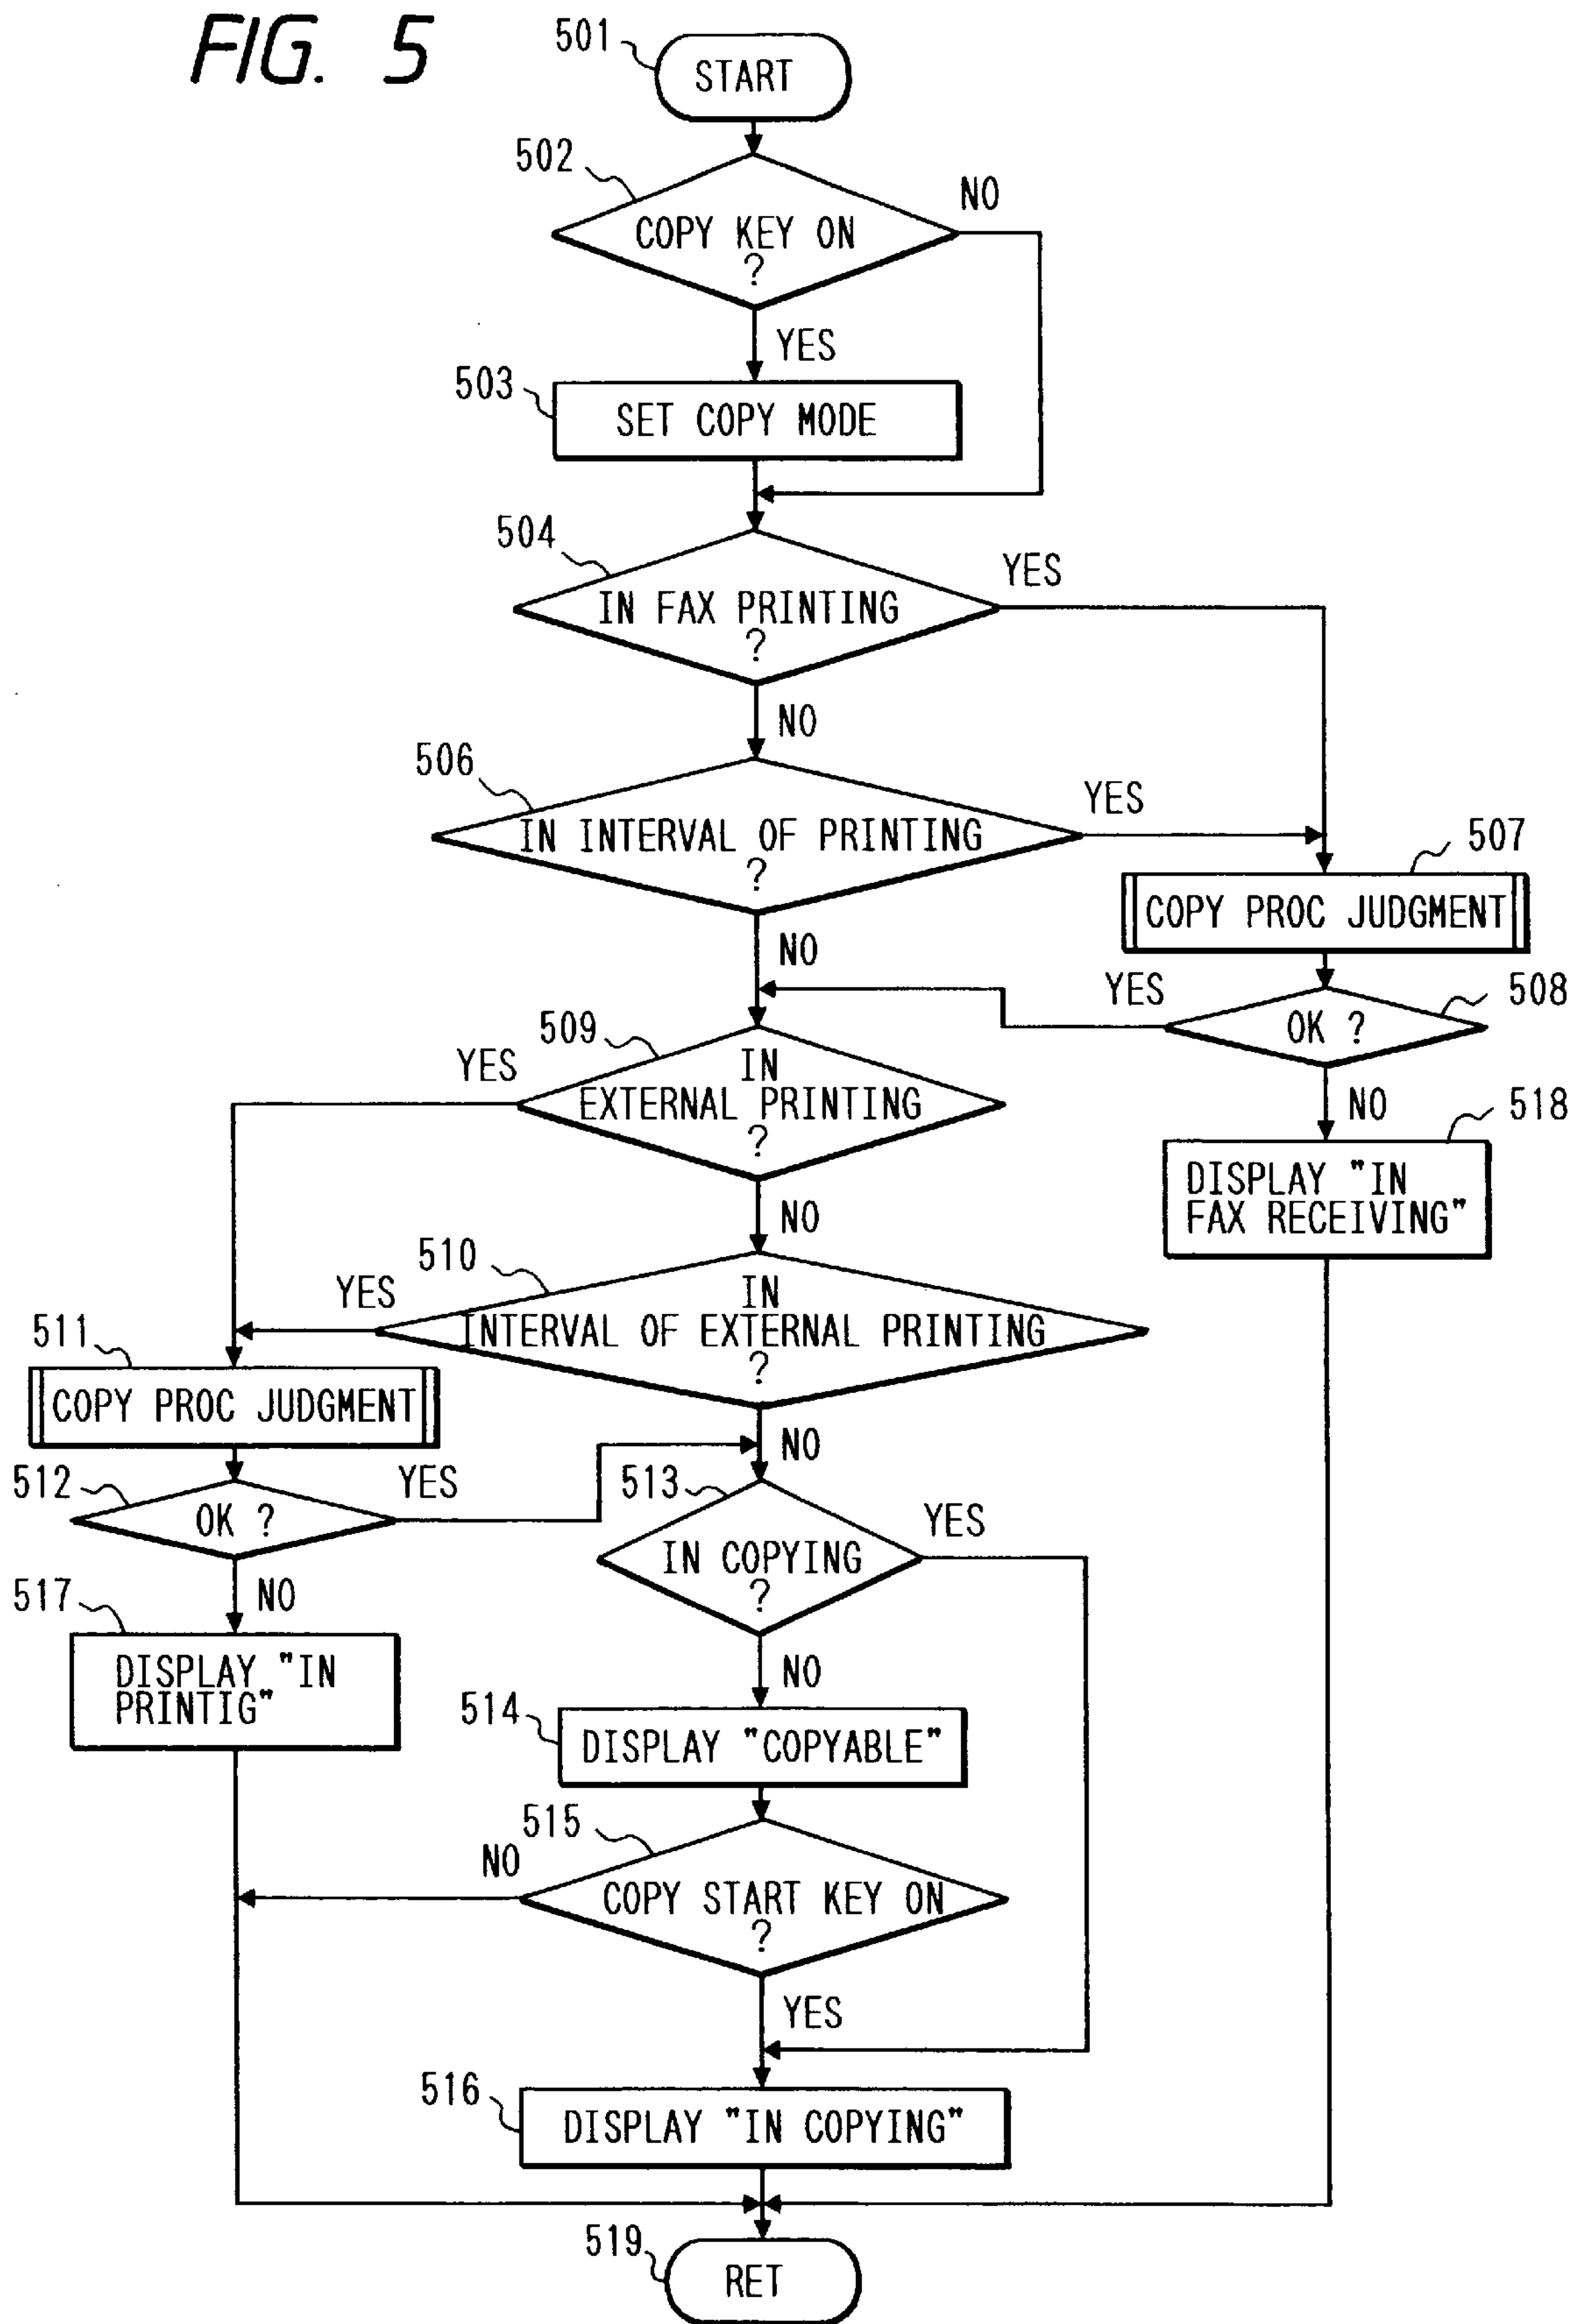 FIG. 5
501
START
502
COPY KEY ON
?
NO
YES
503
SET COPY MODE
504
IN FAX PRINTING
?
YES
NO
506
IN INTERVAL OF PRINTING
?
YES
NO
507
COPY PROC JUDGMENT
508
OK ?
YES
NO
518
DISPLAY "IN
FAX RECEIVING"
509
IN
EXTERNAL PRINTING
?
YES
NO
510
IN
INTERVAL OF EXTERNAL PRINTING
?
YES
NO
511
COPY PROC JUDGMENT
512
OK ?
YES
NO
517
DISPLAY "IN
PRINTIG"
513
IN COPYING
?
YES
NO
514
DISPLAY "COPYABLE"
515
COPY START KEY ON
?
NO
YES
516
DISPLAY "IN COPYING"
519
RET